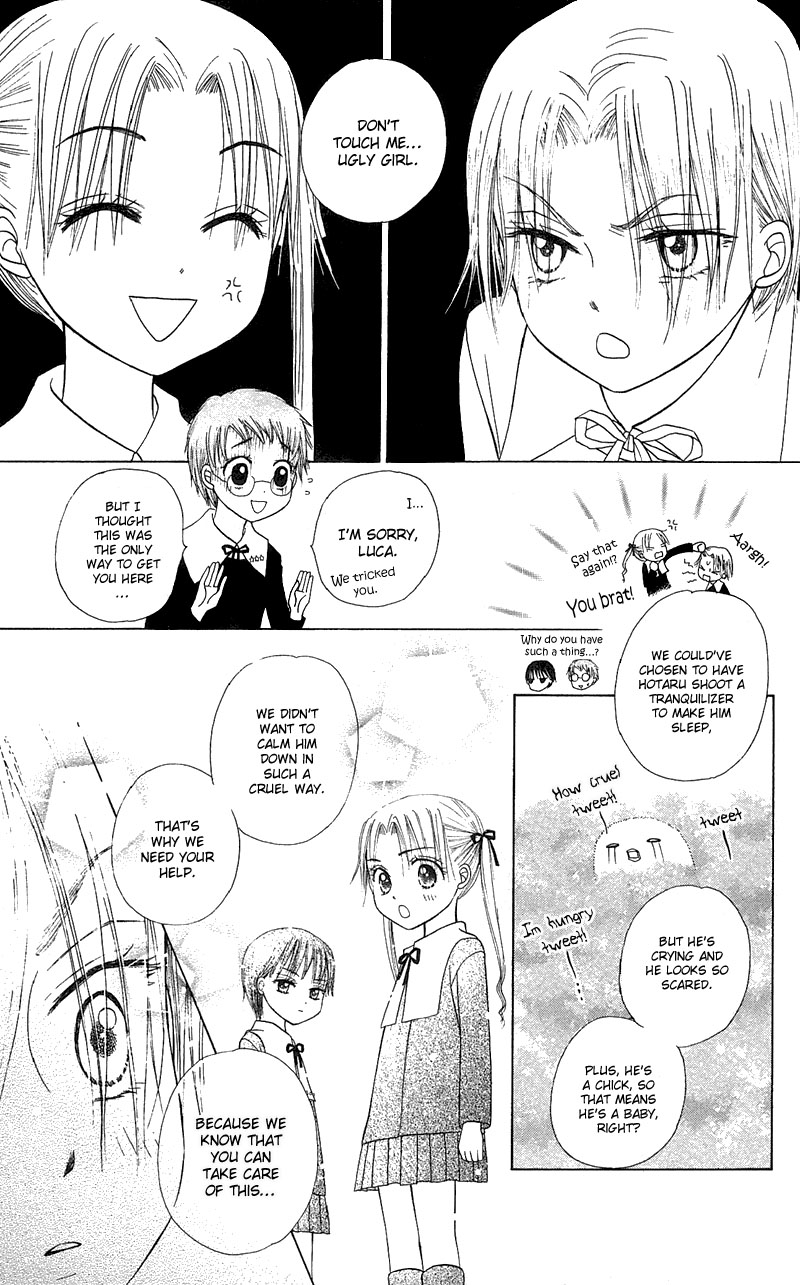 DON'T
TOUCH ME...
UGLY GIRL.
Say that
again!?
Aargh!
You brat!
I...
I'M SORRY,
LUCA.
We tricked
you.
BUT I
THOUGHT
THIS WAS
THE ONLY
WAY TO GET
YOU HERE
...
WE COULD'VE
CHOSEN TO HAVE
HOTARU SHOOT A
TRANQUILIZER
TO MAKE HIM
SLEEP,
Why do you have
such a thing...?
How cruel
tweet!
tweet
I'm hungry
tweet!
...
BUT HE'S
CRYING AND
HE LOOKS SO
SCARED.
PLUS, HE'S
A CHICK, SO
THAT MEANS
HE'S A BABY,
RIGHT?
WE DIDN'T
WANT TO
CALM HIM
DOWN IN
SUCH A
CRUEL WAY.
THAT'S
WHY WE
NEED YOUR
HELP.
BECAUSE WE
KNOW THAT
YOU CAN
TAKE CARE
OF THIS...